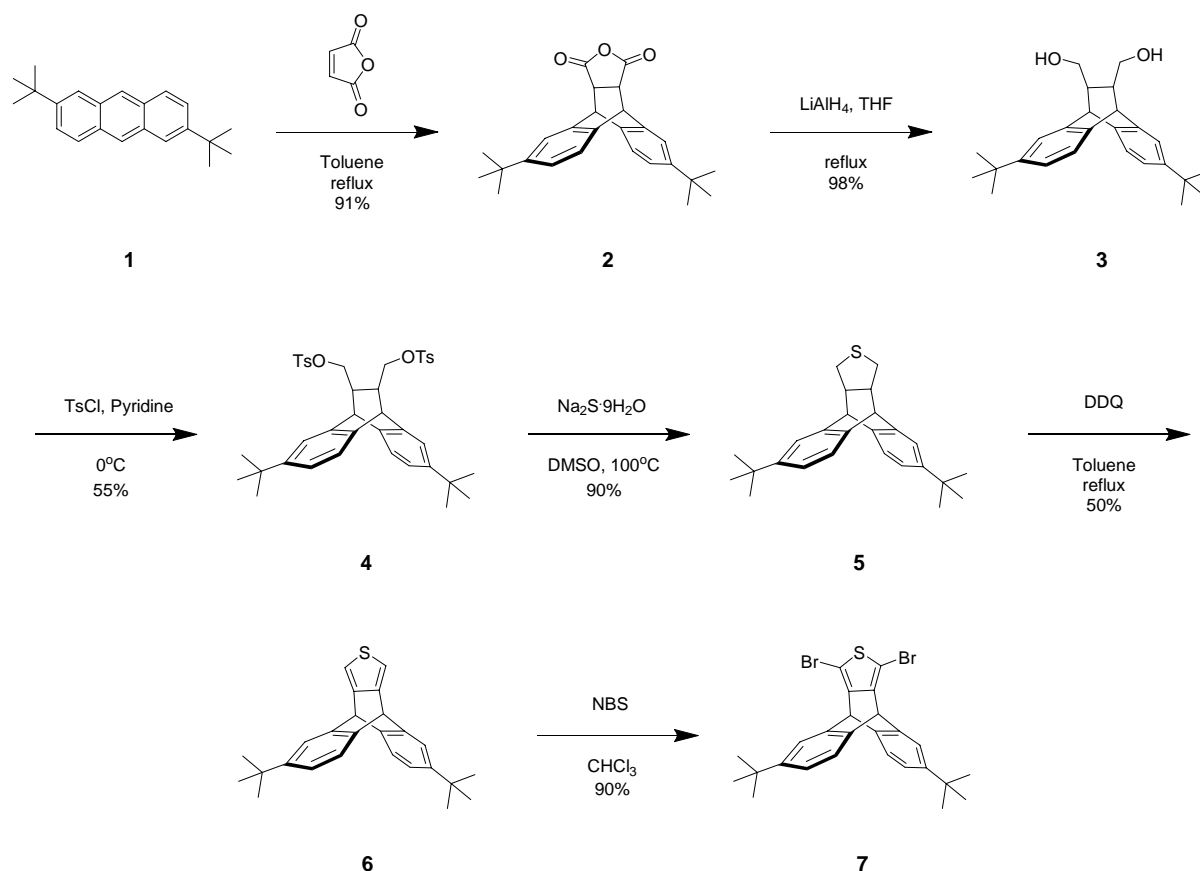 O
O
O
Toluene
reflux
91%
1
O
O
O
2
LiAlH₄, THF
reflux
98%
HO
OH
3
TsCl, Pyridine
0°C
55%
TsO
OTs
4
Na₂S·9H₂O
DMSO, 100°C
90%
S
5
DDQ
Toluene
reflux
50%
S
6
NBS
CHCl₃
90%
Br
S
Br
7